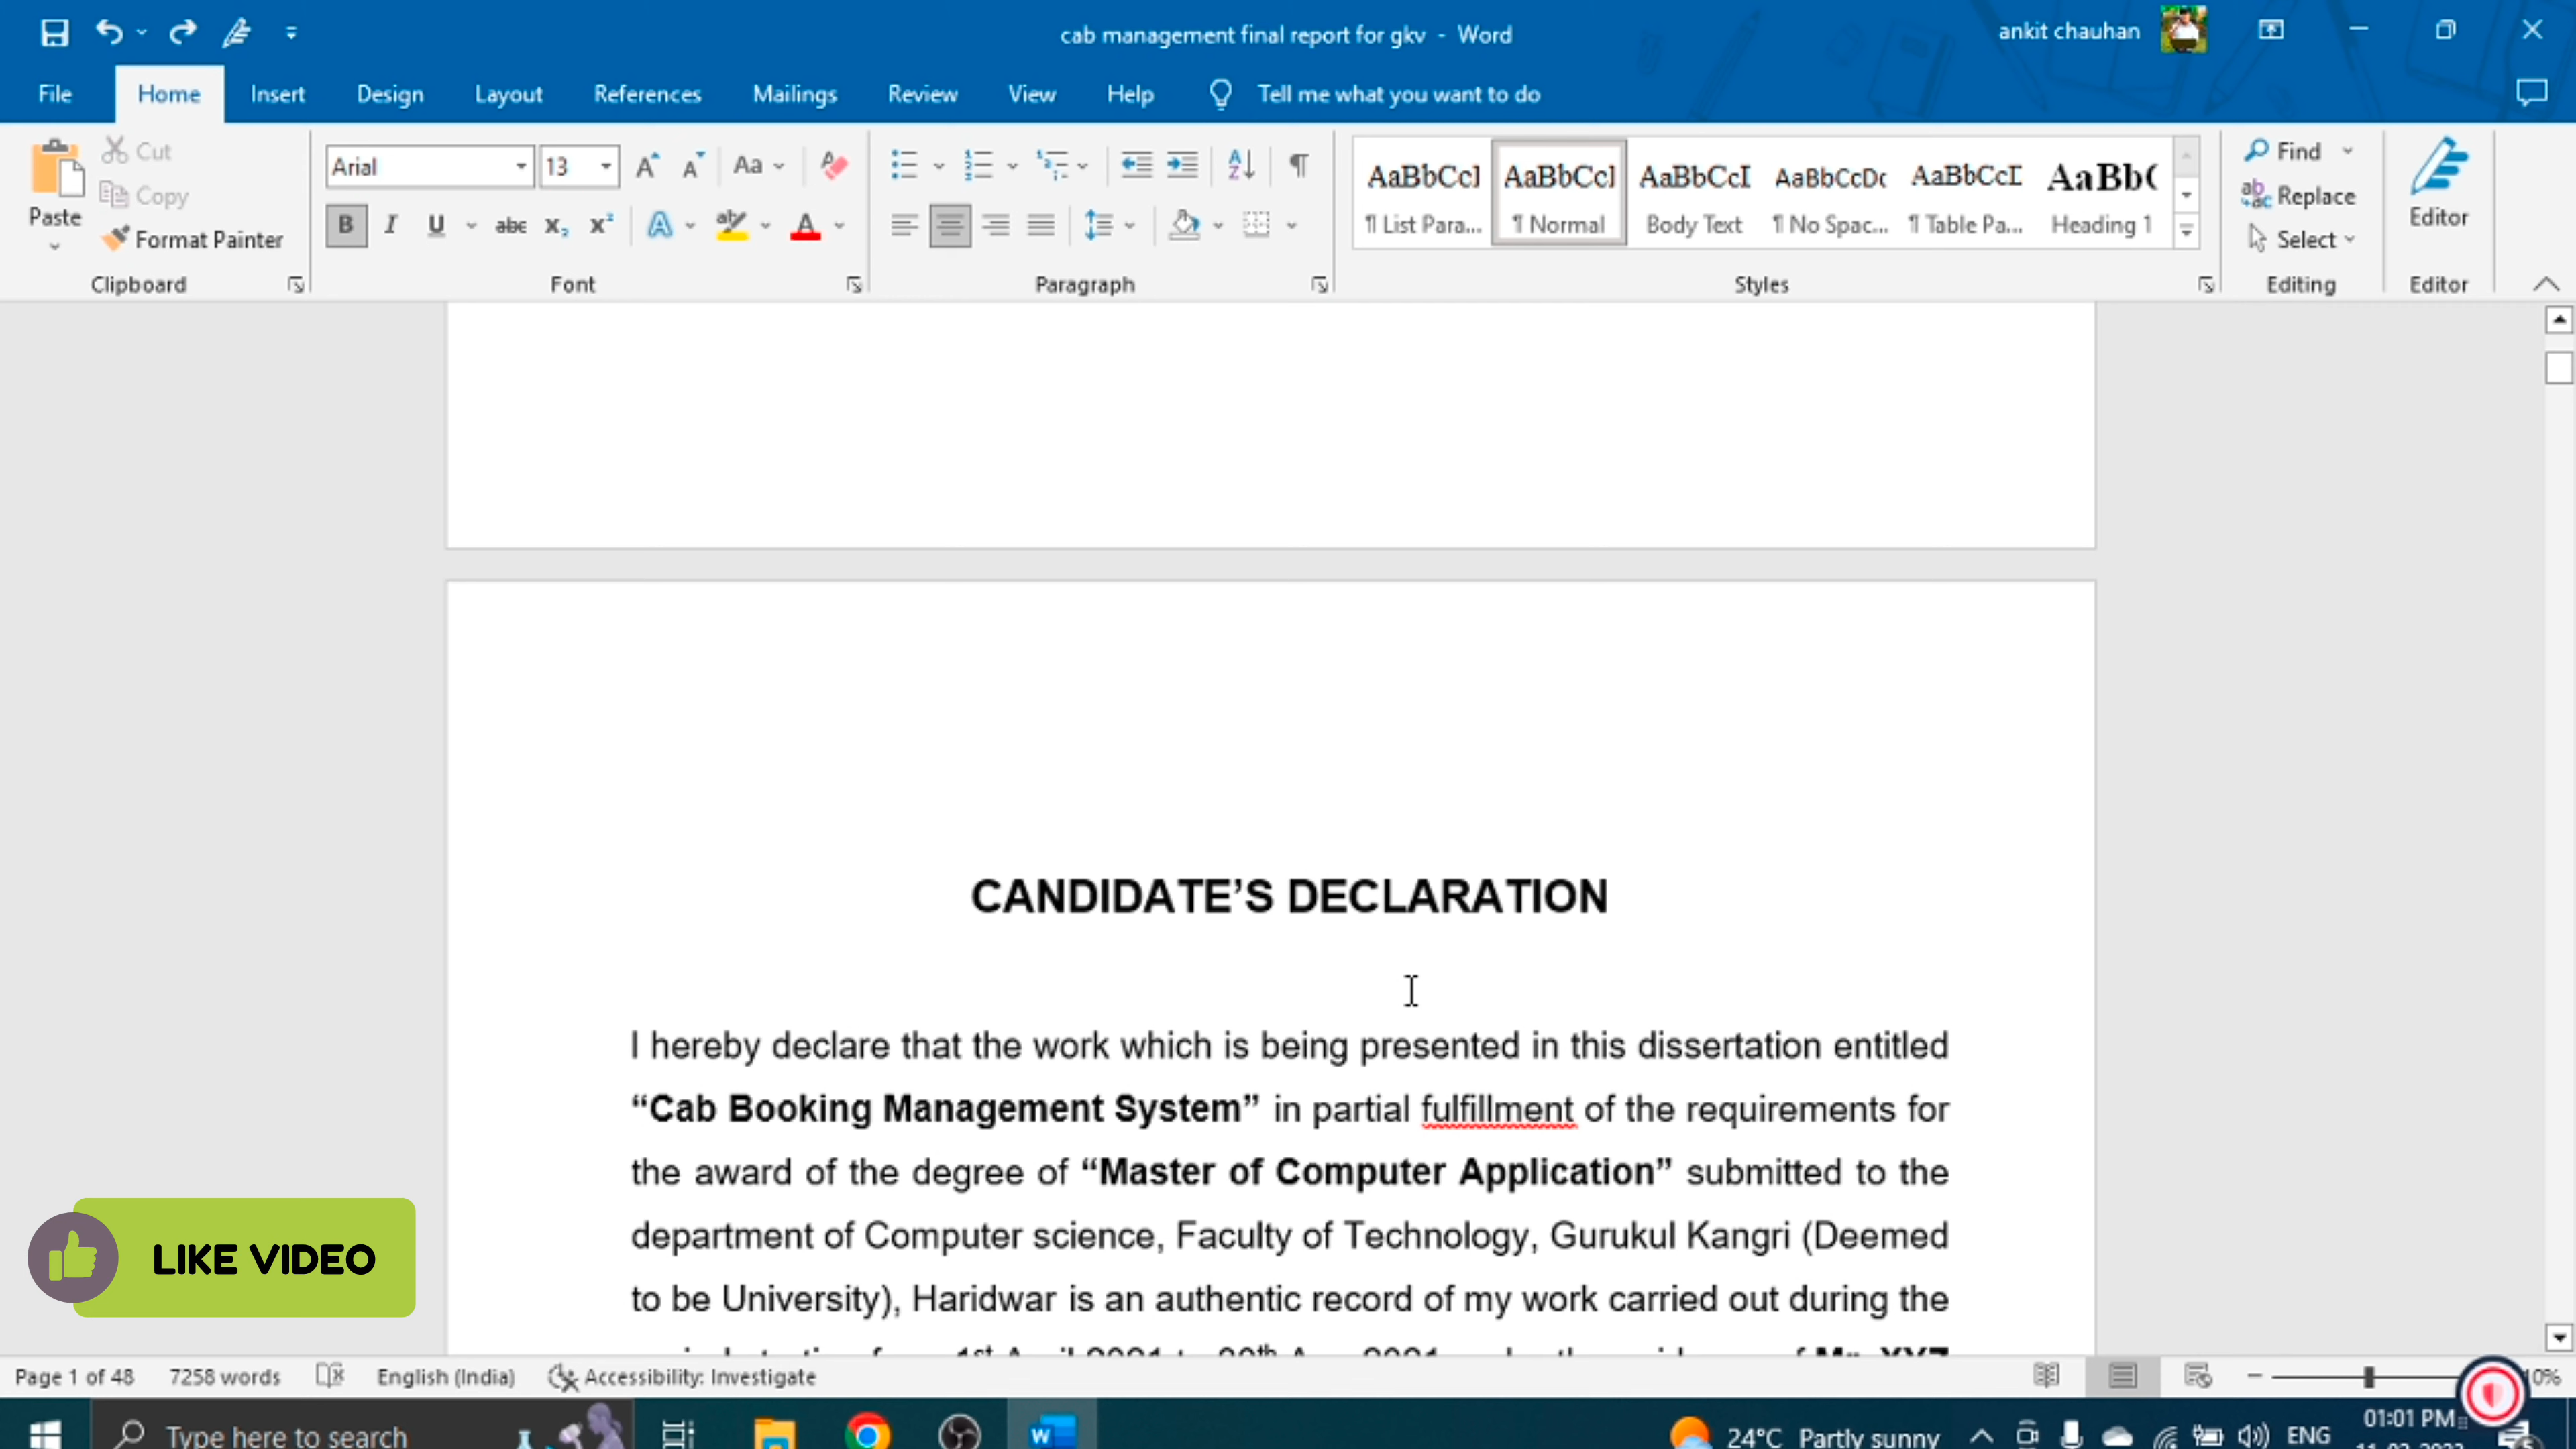 cab management final report for gkv - Word
ankit chauhan
File Home Insert Design Layout References Mailings Review View Help Tell me what you want to do
Paste
Cut
Copy
Format Painter
Clipboard
Arial 13
Aa
B I U abc x₂ x² A ab A
Font
Paragraph
AaBbCcI AaBbCcI AaBbCcI AaBbCcDc AaBbCcI AaBb(
¶ List Para... ¶ Normal Body Text ¶ No Spac... ¶ Table Pa... Heading 1
Styles
Find
Replace
Select
Editing
Editor
Editor
CANDIDATE’S DECLARATION
I hereby declare that the work which is being presented in this dissertation entitled
“Cab Booking Management System” in partial fulfillment of the requirements for
the award of the degree of “Master of Computer Application” submitted to the
department of Computer science, Faculty of Technology, Gurukul Kangri (Deemed
to be University), Haridwar is an authentic record of my work carried out during the
LIKE VIDEO
Page 1 of 48 7258 words English (India) Accessibility: Investigate
Type here to search
24°C Partly sunny
ENG
01:01 PM